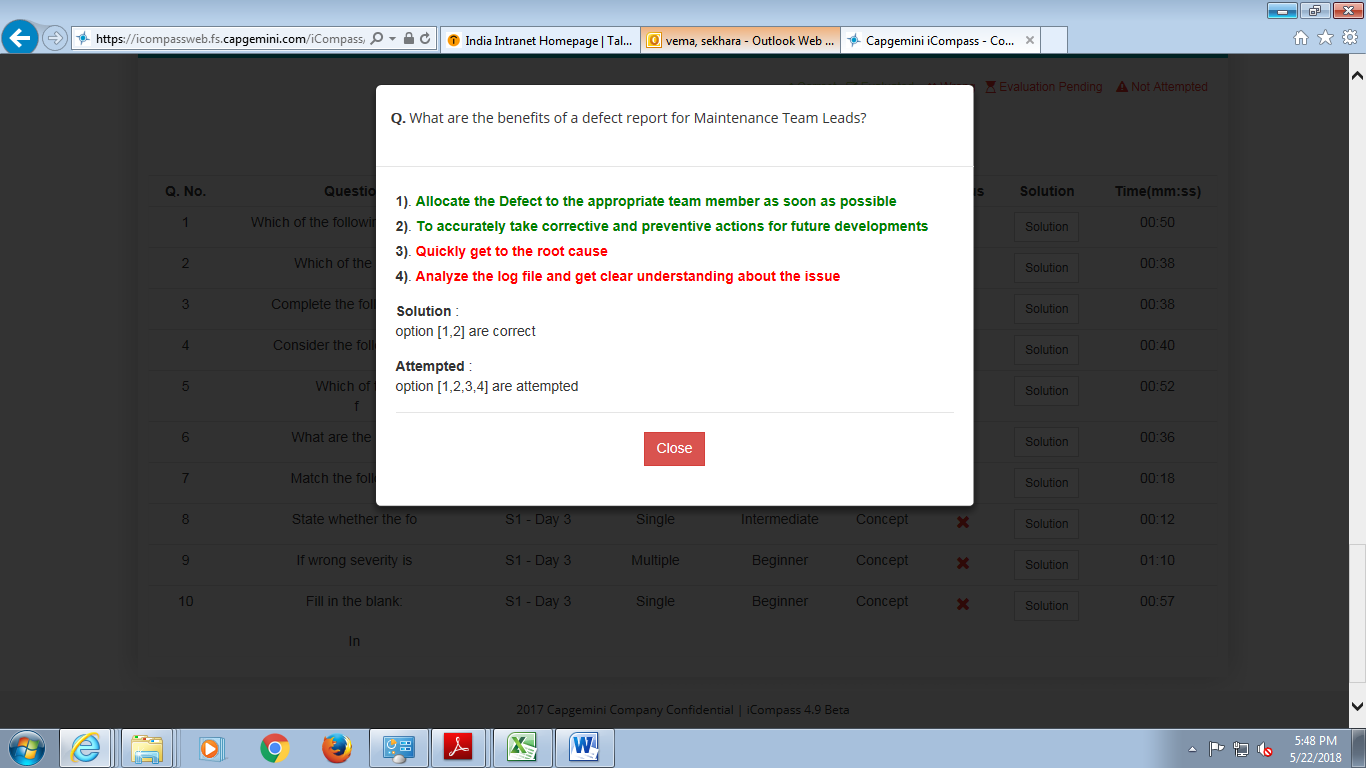 https://icompassweb.fs.capgemini.com/iCompass,
India Intranet Homepage | Tal...
vema, sekhara - Outlook Web ...
Capgemini iCompass - Co...
Evaluation Pending
Not Attempted
Q. What are the benefits of a defect report for Maintenance Team Leads?
1). Allocate the Defect to the appropriate team member as soon as possible
2). To accurately take corrective and preventive actions for future developments
3). Quickly get to the root cause
4). Analyze the log file and get clear understanding about the issue
Solution :
option [1,2] are correct
Attempted :
option [1,2,3,4] are attempted
Close
Q. No. Questio Solution Time(mm:ss)
1 Which of the followin Solution 00:50
2 Which of the Solution 00:38
3 Complete the foll Solution 00:38
4 Consider the foll Solution 00:40
5 Which of Solution 00:52
f
6 What are the Solution 00:36
7 Match the foll Solution 00:18
8 State whether the fo S1 - Day 3 Single Intermediate Concept Solution 00:12
9 If wrong severity is S1 - Day 3 Multiple Beginner Concept Solution 01:10
10 Fill in the blank: S1 - Day 3 Single Beginner Concept Solution 00:57
In
2017 Capgemini Company Confidential | iCompass 4.9 Beta
5:48 PM
5/22/2018